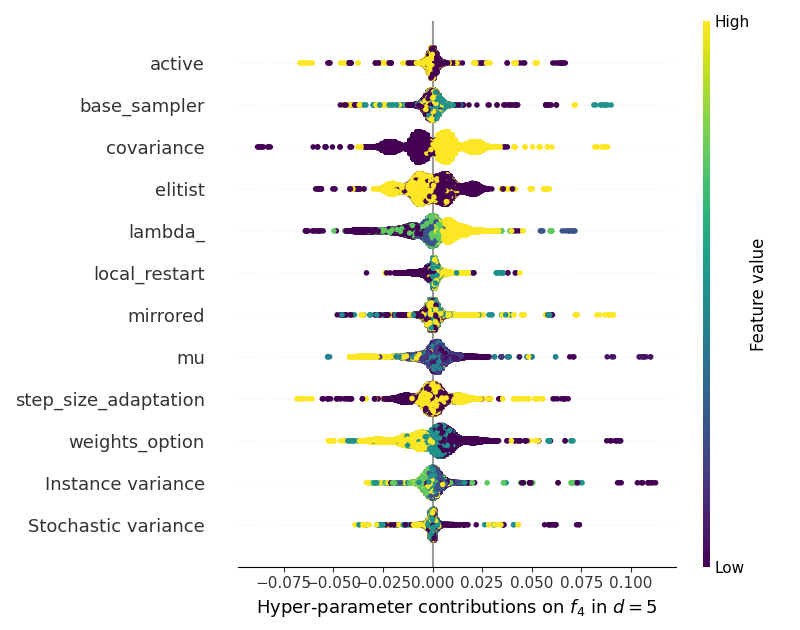 High
active
base_sampler
covariance
elitist
lambda_
local_restart
mirrored
mu
step_size_adaptation
weights_option
Instance variance
Stochastic variance
Feature value
Low
−0.075 −0.050 −0.025 0.000 0.025 0.050 0.075 0.100
Hyper-parameter contributions on $f_4$ in $d = 5$